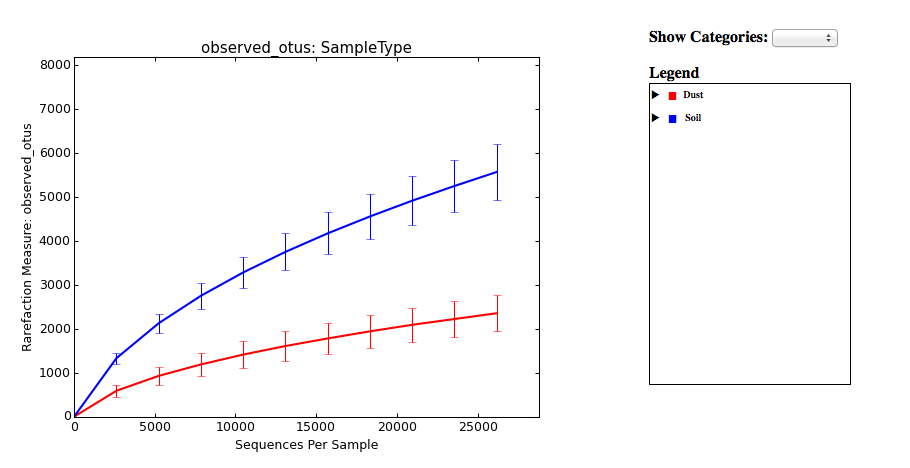 observed_otus: SampleType
8000
7000
6000
5000
4000
3000
2000
1000
0
Rarefaction Measure: observed_otus
0 5000 10000 15000 20000 25000
Sequences Per Sample
Show Categories:
Legend
Dust
Soil